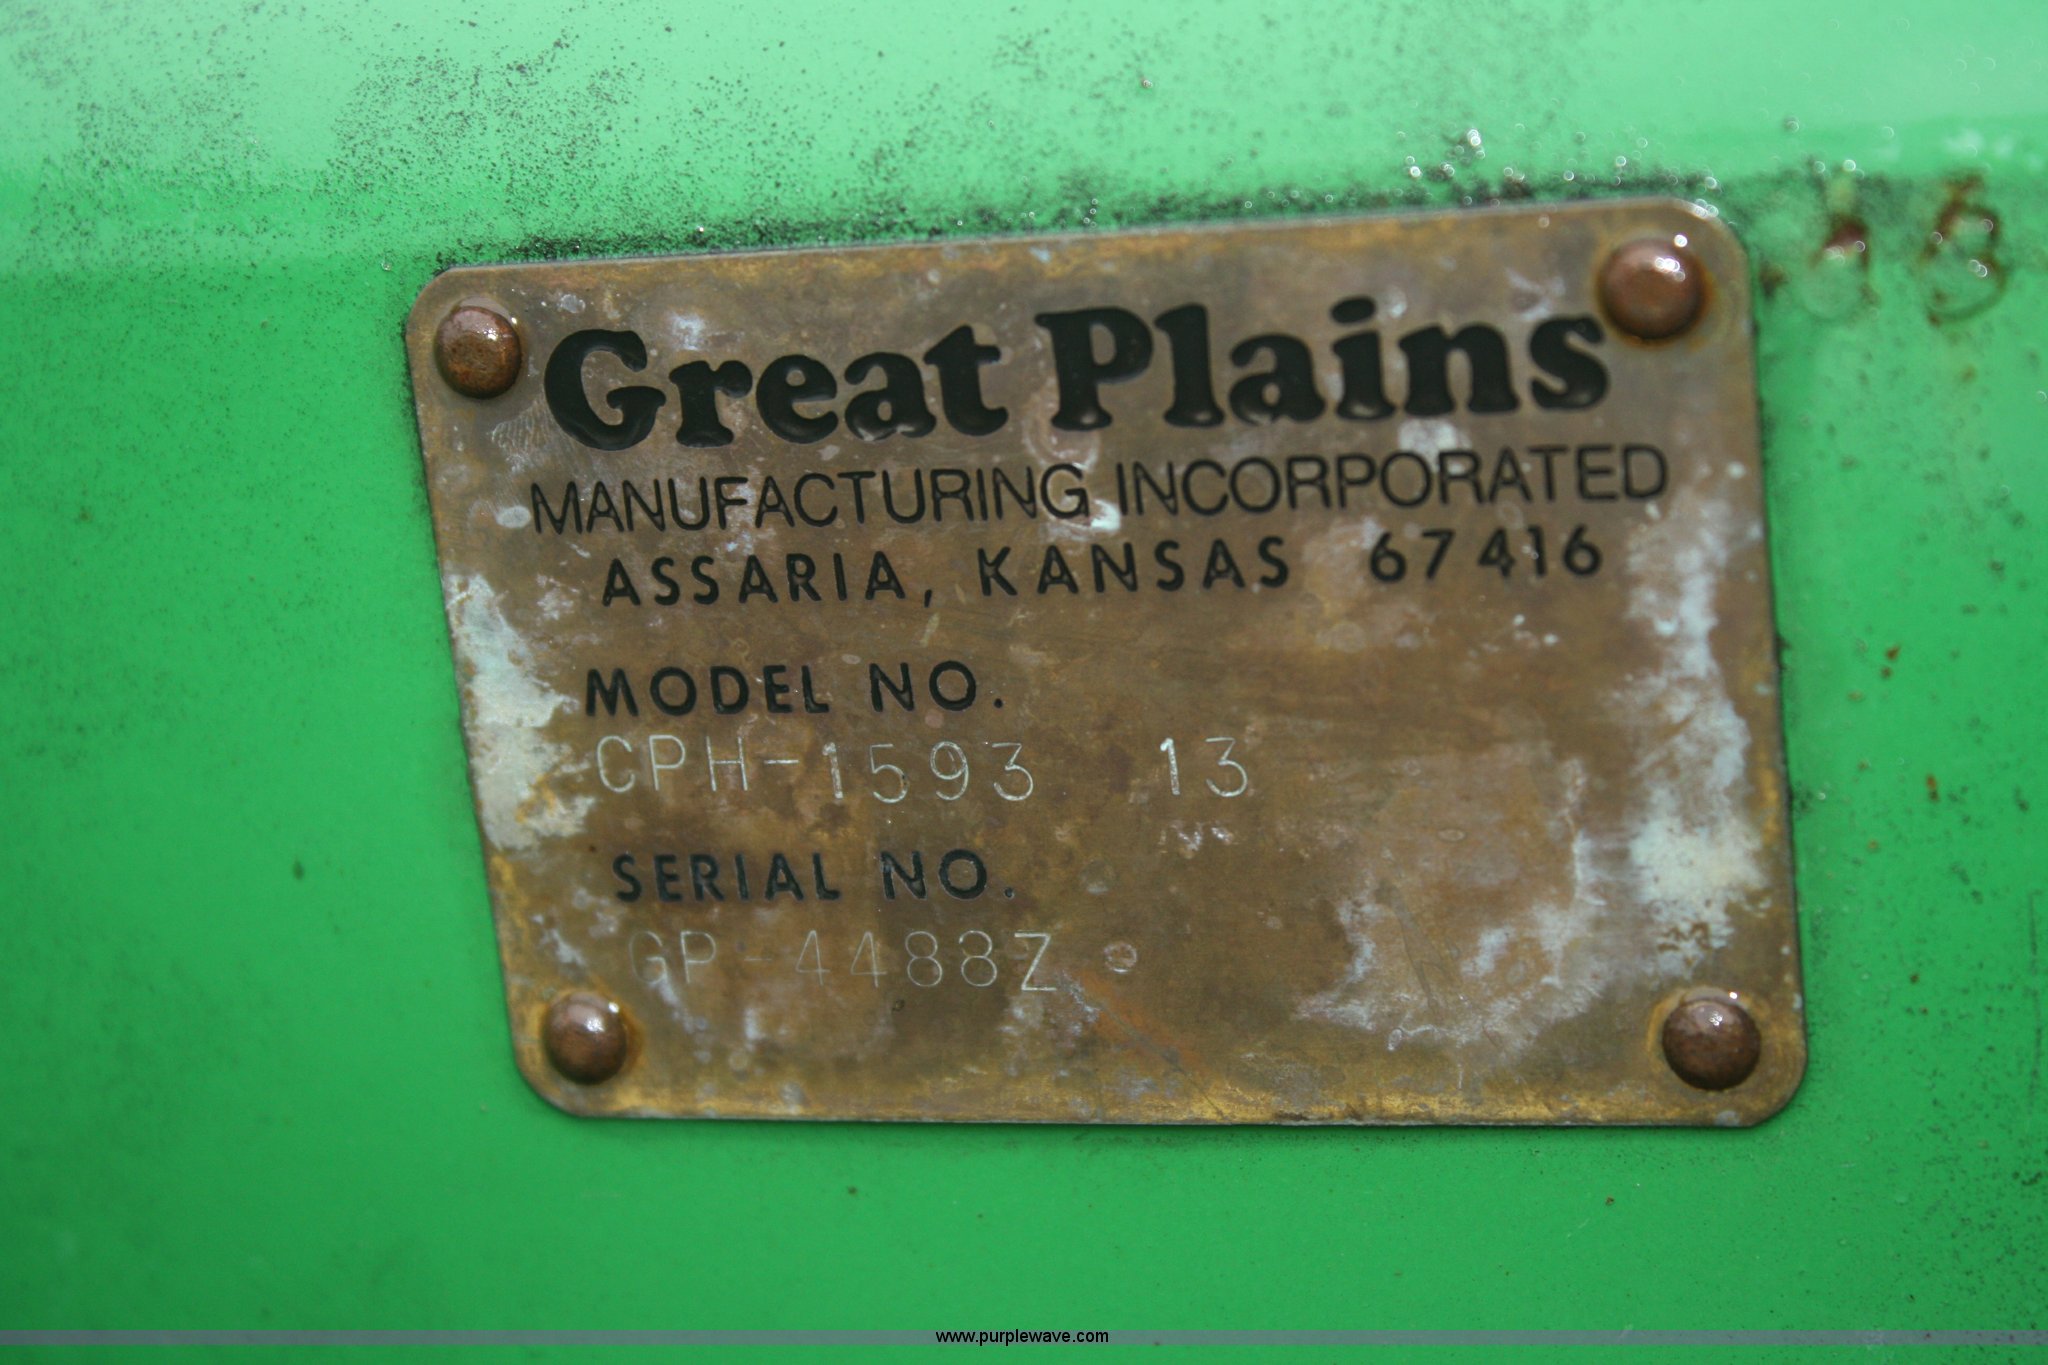 Great Plains
MANUFACTURING INCORPORATED
ASSARIA, KANSAS 67416
MODEL NO.
CPH-1593 13
SERIAL NO.
GP-4488Z
www.purplewave.com